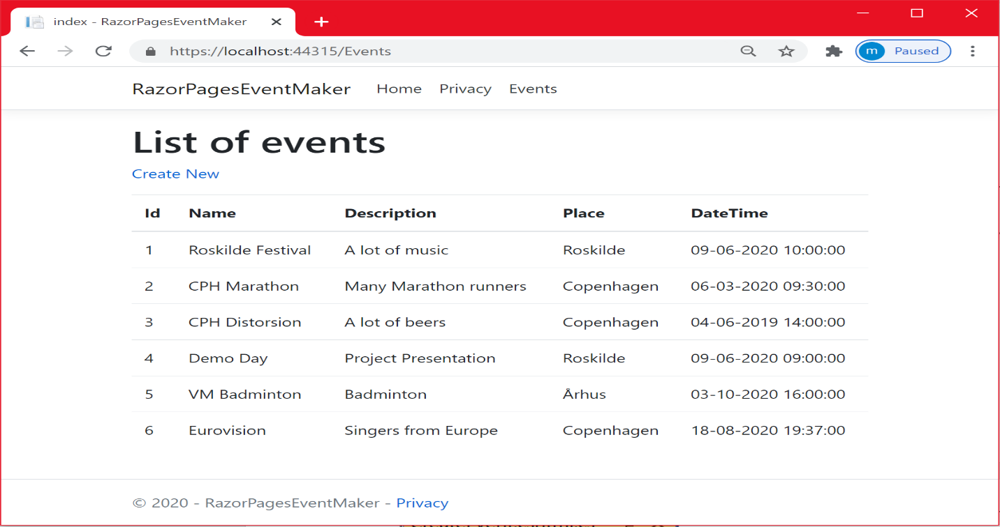 index - RazorPagesEventMaker
https://localhost:44315/Events
m Paused
RazorPagesEventMaker Home Privacy Events
List of events
Create New
Id Name Description Place DateTime
1 Roskilde Festival A lot of music Roskilde 09-06-2020 10:00:00
2 CPH Marathon Many Marathon runners Copenhagen 06-03-2020 09:30:00
3 CPH Distorsion A lot of beers Copenhagen 04-06-2019 14:00:00
4 Demo Day Project Presentation Roskilde 09-06-2020 09:00:00
5 VM Badminton Badminton Århus 03-10-2020 16:00:00
6 Eurovision Singers from Europe Copenhagen 18-08-2020 19:37:00
© 2020 - RazorPagesEventMaker - Privacy